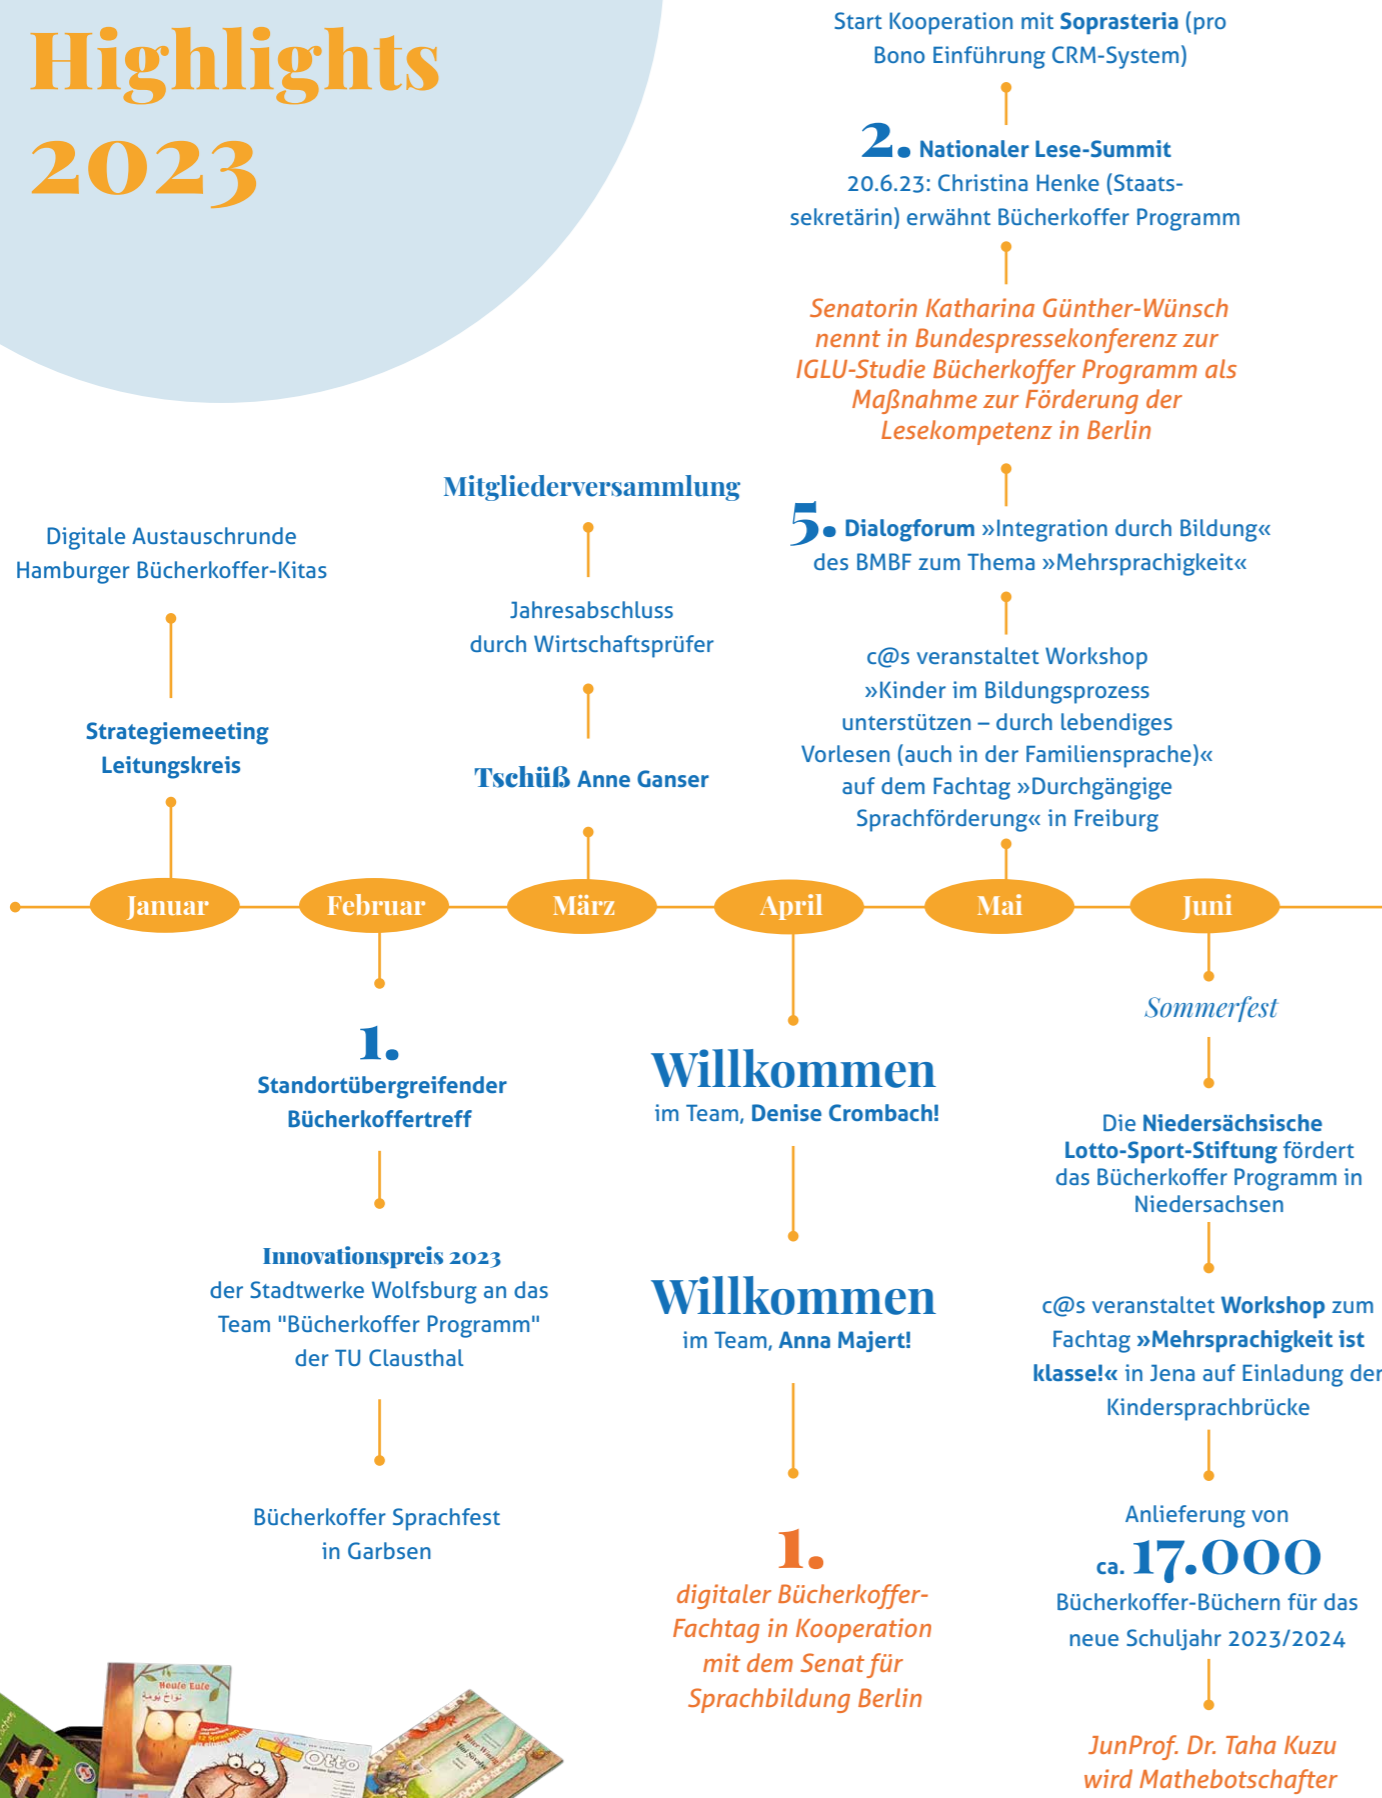 Highlights
2023
Start Kooperation mit Soprasteria (pro
Bono Einführung CRM-System)
2. Nationaler Lese-Summit
20.6.23: Christina Henke (Staats-
sekretärin) erwähnt Bücherkoffer Programm
Senatorin Katharina Günther-Wünsch
nennt in Bundespressekonferenz zur
IGLU-Studie Bücherkoffer Programm als
Maßnahme zur Förderung der
Lesekompetenz in Berlin
5. Dialogforum »Integration durch Bildung«
des BMBF zum Thema »Mehrsprachigkeit«
c@s veranstaltet Workshop
»Kinder im Bildungsprozess
unterstützen – durch lebendiges
Vorlesen (auch in der Familiensprache)«
auf dem Fachtag »Durchgängige
Sprachförderung« in Freiburg
Mitgliederversammlung
Jahresabschluss
durch Wirtschaftsprüfer
Tschüß Anne Ganser
Digitale Austauschrunde
Hamburger Bücherkoffer-Kitas
Strategiemeeting
Leitungskreis
Januar
Februar
März
April
Mai
Juni
1.
Standortübergreifender
Bücherkoffertreff
Innovationspreis 2023
der Stadtwerke Wolfsburg an das
Team "Bücherkoffer Programm"
der TU Clausthal
Bücherkoffer Sprachfest
in Garbsen
Willkommen
im Team, Denise Crombach!
Willkommen
im Team, Anna Majert!
1.
digitaler Bücherkoffer-
Fachtag in Kooperation
mit dem Senat für
Sprachbildung Berlin
Sommerfest
Die Niedersächsische
Lotto-Sport-Stiftung fördert
das Bücherkoffer Programm in
Niedersachsen
c@s veranstaltet Workshop zum
Fachtag »Mehrsprachigkeit ist
klasse!« in Jena auf Einladung der
Kindersprachbrücke
Anlieferung von
ca. 17.000
Bücherkoffer-Büchern für das
neue Schuljahr 2023/2024
JunProf. Dr. Taha Kuzu
wird Mathebotschafter
Heule Eule
Otto